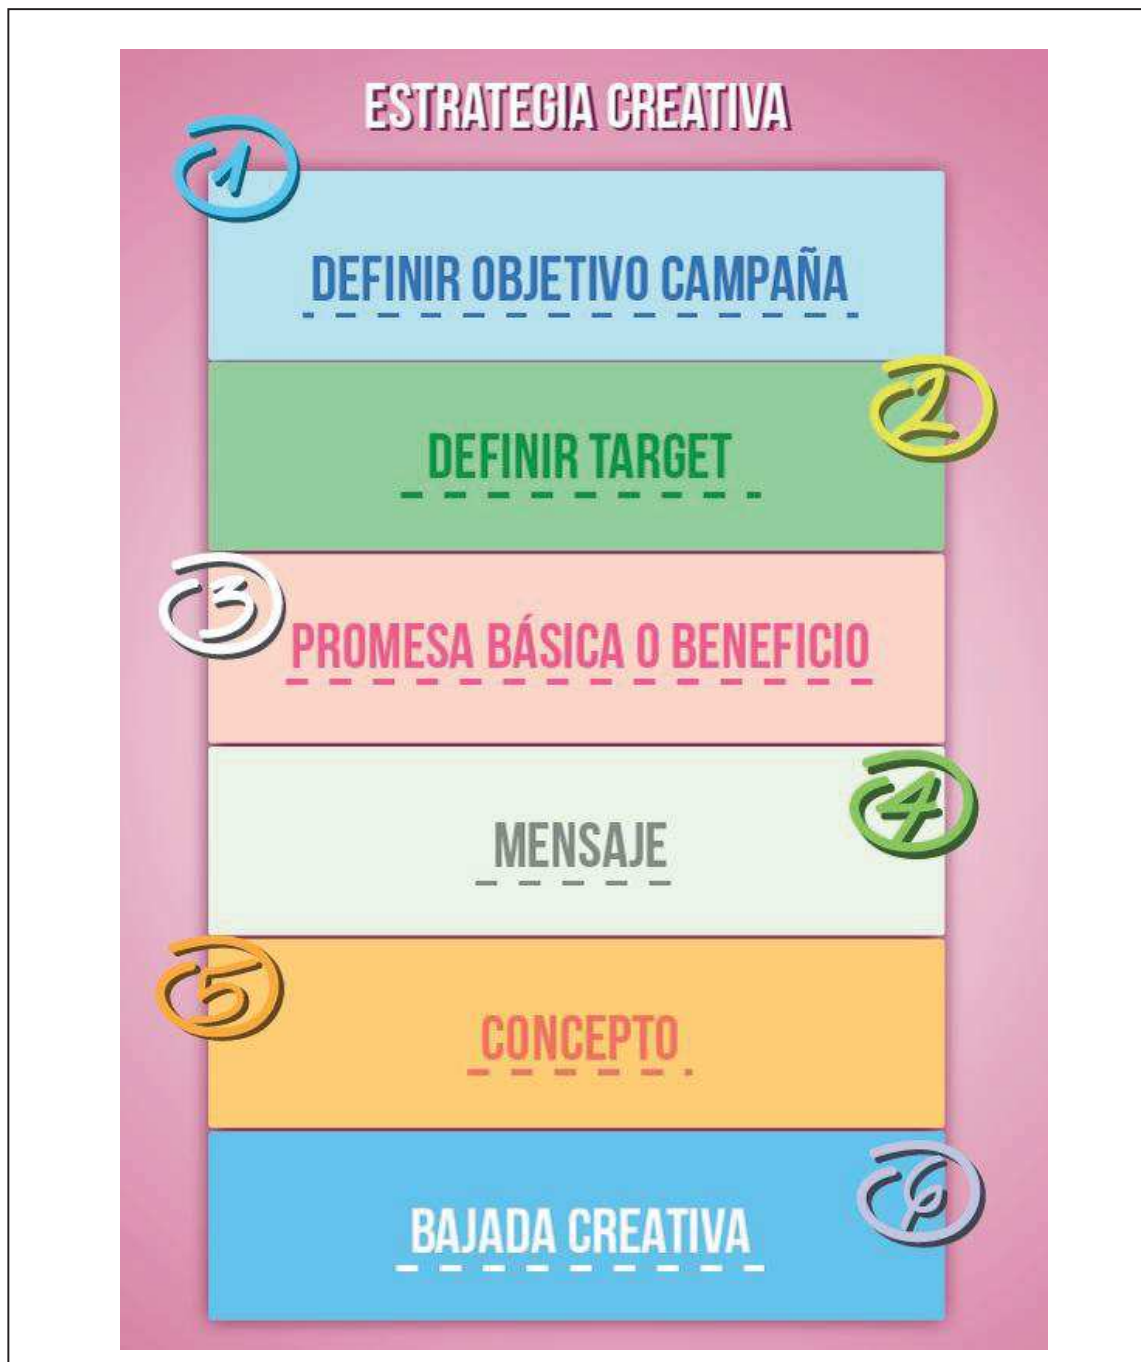 ESTRATEGIA CREATIVA
1
DEFINIR OBJETIVO CAMPAÑA
2
DEFINIR TARGET
3
PROMESA BÁSICA O BENEFICIO
4
MENSAJE
5
CONCEPTO
6
BAJADA CREATIVA